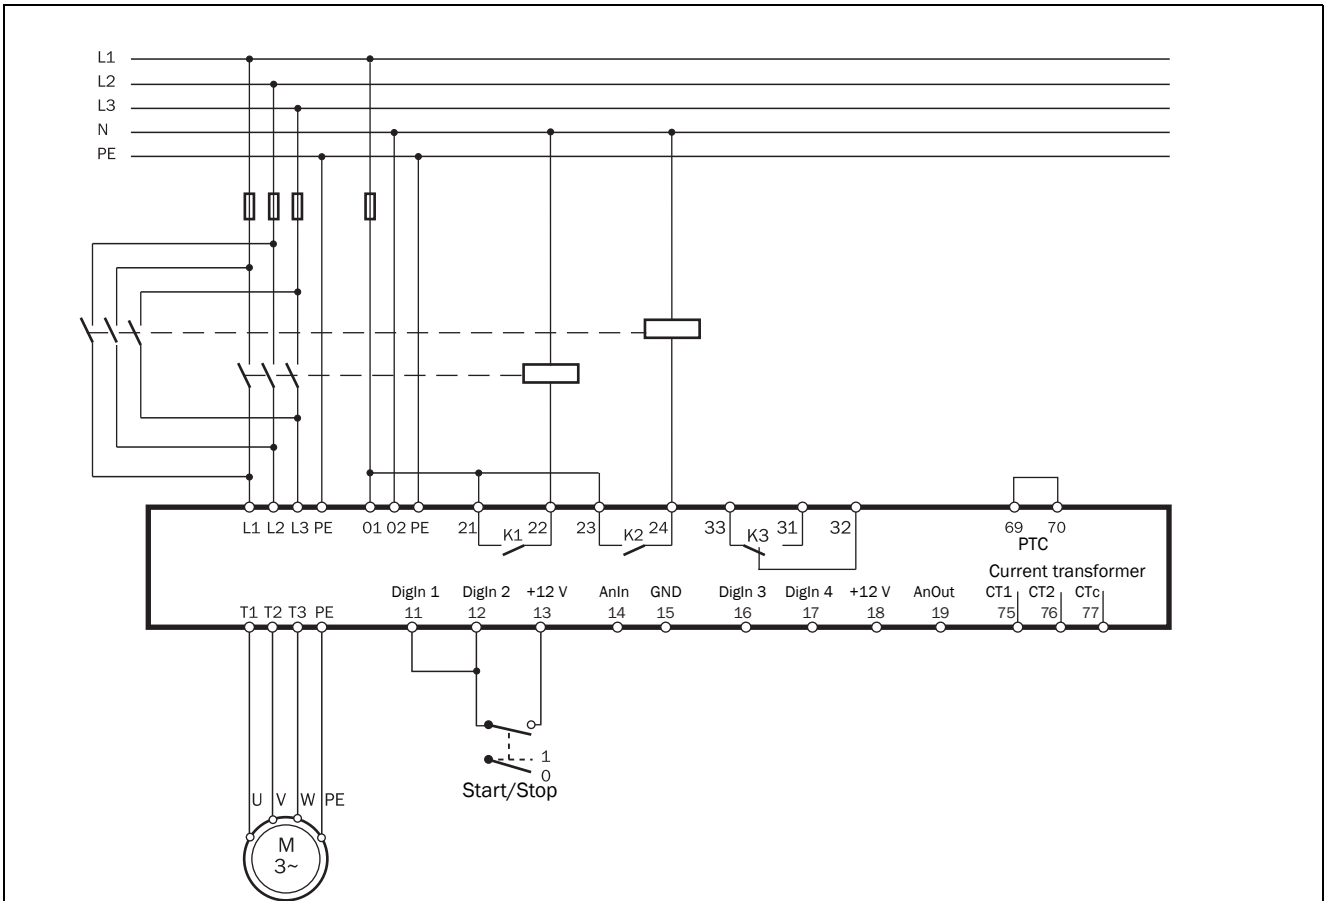 L1
L2
L3
N
PE
L1 L2 L3 PE 01 02 PE 21 K1 22 23 K2 24 33 K3 31 32 69 70
PTC
Current transformer
DigIn 1 DigIn 2 +12 V AnIn GND DigIn 3 DigIn 4 +12 V AnOut CT1 CT2 CTc
T1 T2 T3 PE 11 12 13 14 15 16 17 18 19 75 76 77
1
0
Start/Stop
U V W PE
M
3~